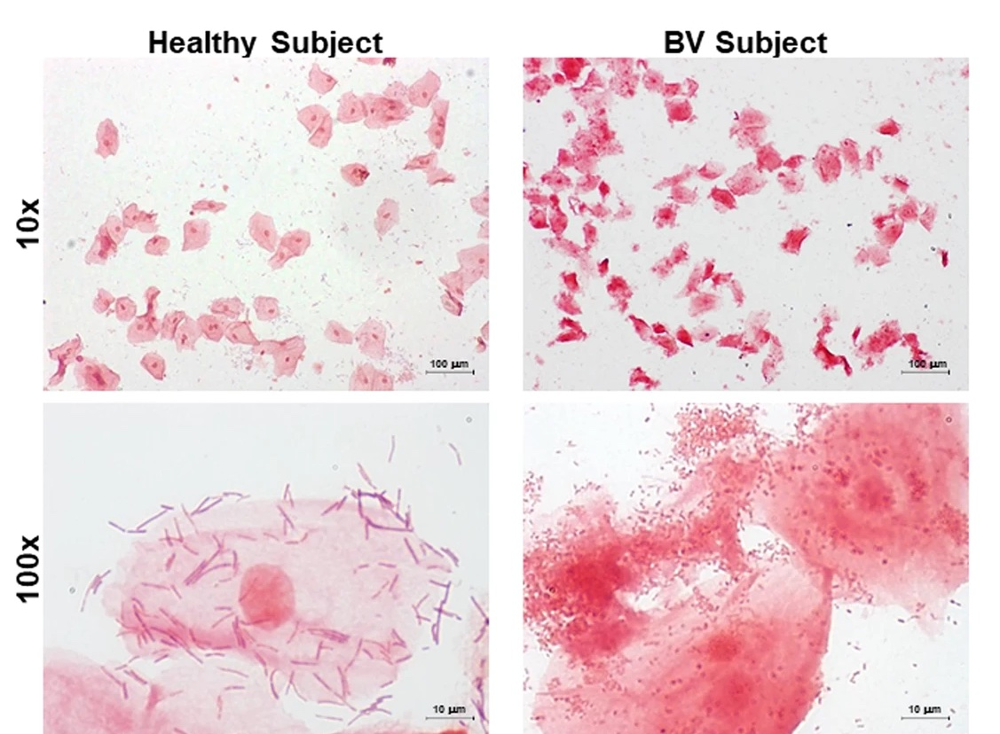 Healthy Subject
BV Subject
10x
100 µm
100 µm
100x
10 µm
10 µm